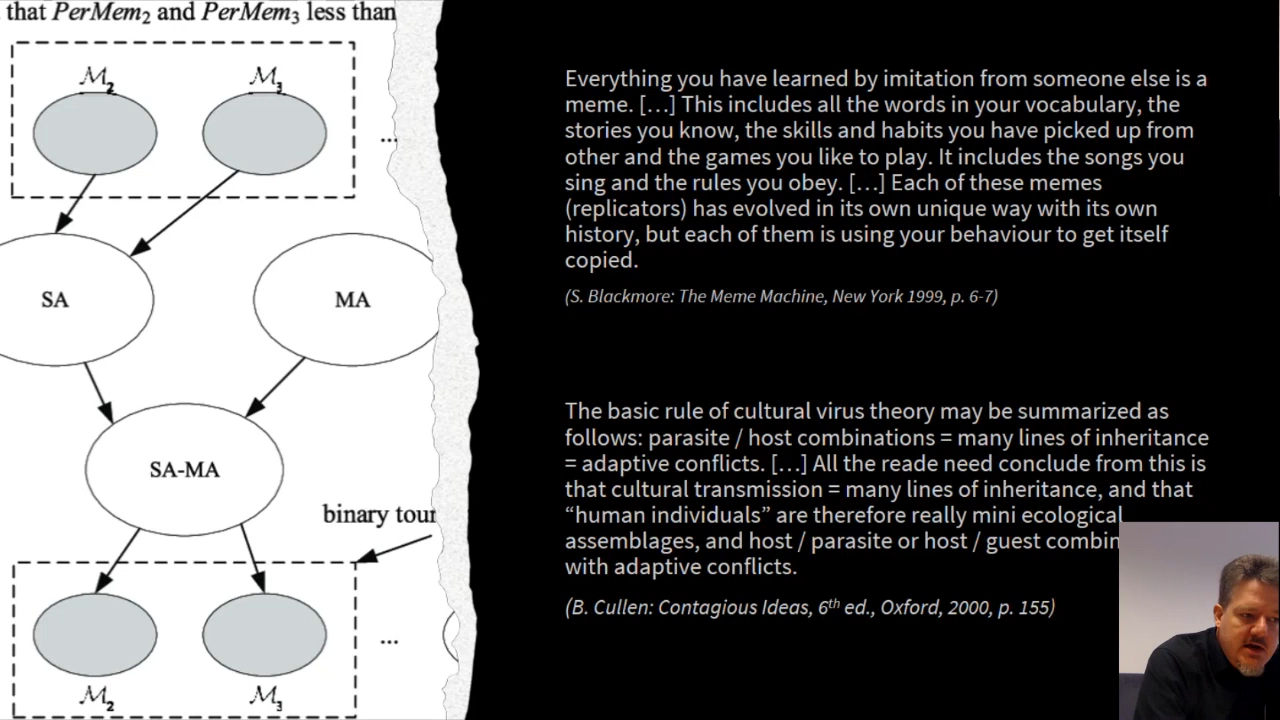 that PerMem2 and PerMem3 less than
M2
M3
...
SA
MA
SA-MA
binary tour
...
M2
M3
Everything you have learned by imitation from someone else is a
meme. […] This includes all the words in your vocabulary, the
stories you know, the skills and habits you have picked up from
other and the games you like to play. It includes the songs you
sing and the rules you obey. […] Each of these memes
(replicators) has evolved in its own unique way with its own
history, but each of them is using your behaviour to get itself
copied.
(S. Blackmore: The Meme Machine, New York 1999, p. 6-7)
The basic rule of cultural virus theory may be summarized as
follows: parasite / host combinations = many lines of inheritance
= adaptive conflicts. […] All the reade need conclude from this is
that cultural transmission = many lines of inheritance, and that
“human individuals” are therefore really mini ecological
assemblages, and host / parasite or host / guest combin
with adaptive conflicts.
(B. Cullen: Contagious Ideas, 6th ed., Oxford, 2000, p. 155)